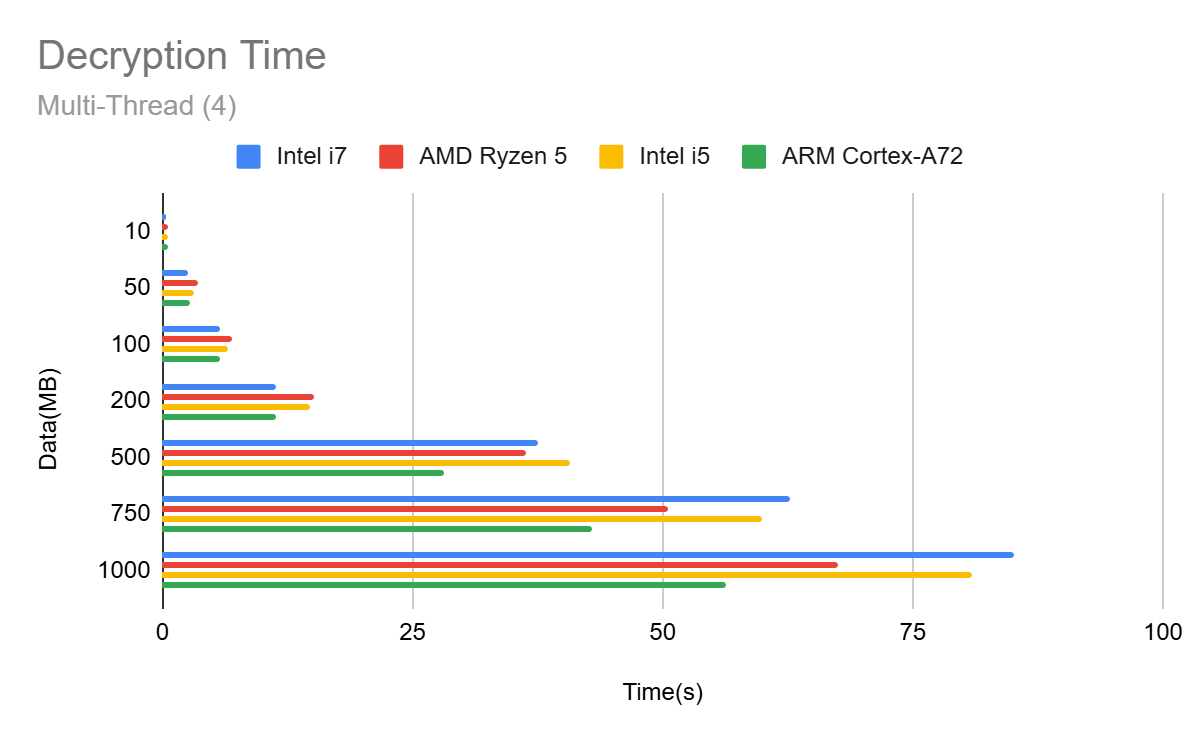 Decryption Time
Multi-Thread (4)
Intel i7 AMD Ryzen 5 Intel i5 ARM Cortex-A72
10
50
100
200
500
750
1000
Data(MB)
0 25 50 75 100
Time(s)